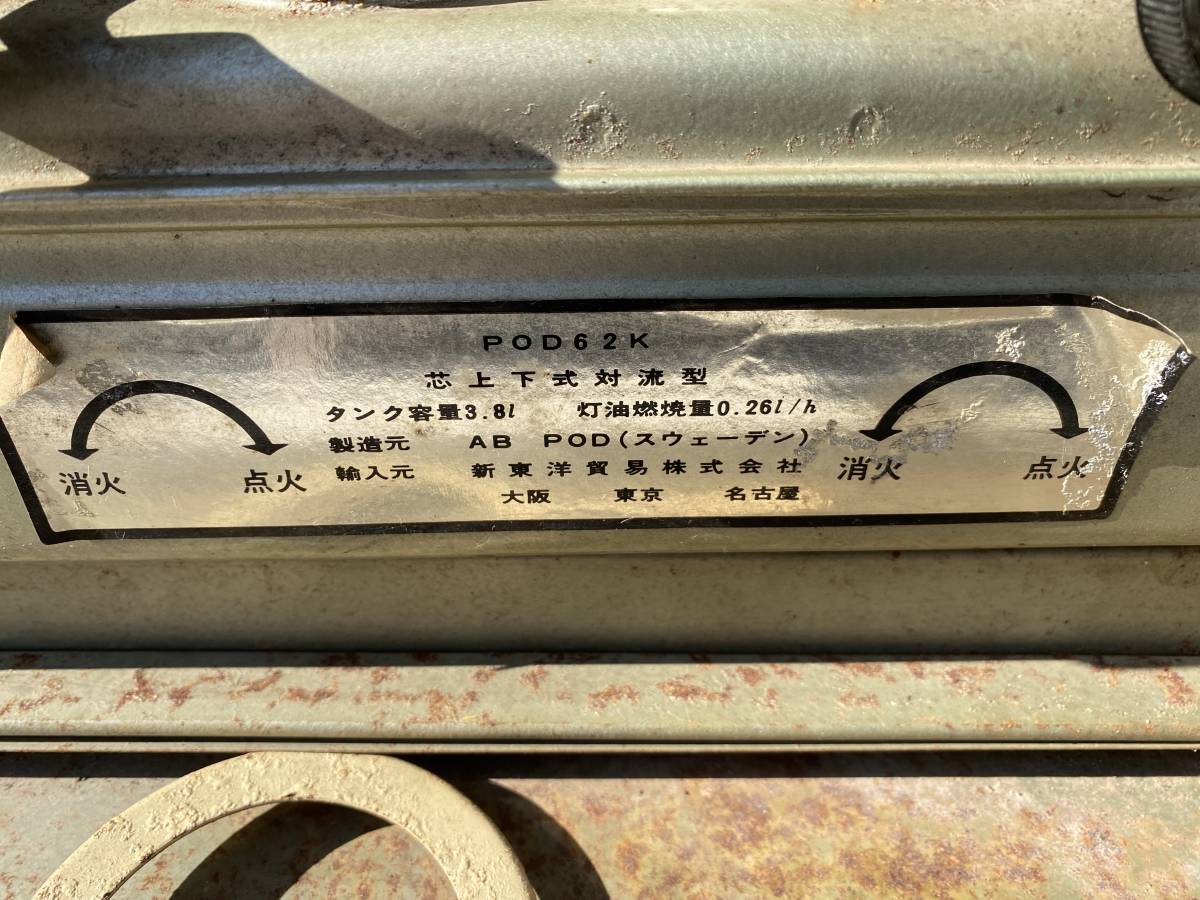 POD62K
芯上下式対流型
タンク容量3.8l 灯油燃焼量0.26l/h
製造元 AB POD(スウェーデン)
輸入元 新東洋貿易株式会社
大阪 東京 名古屋
消火 点火
消火 点火